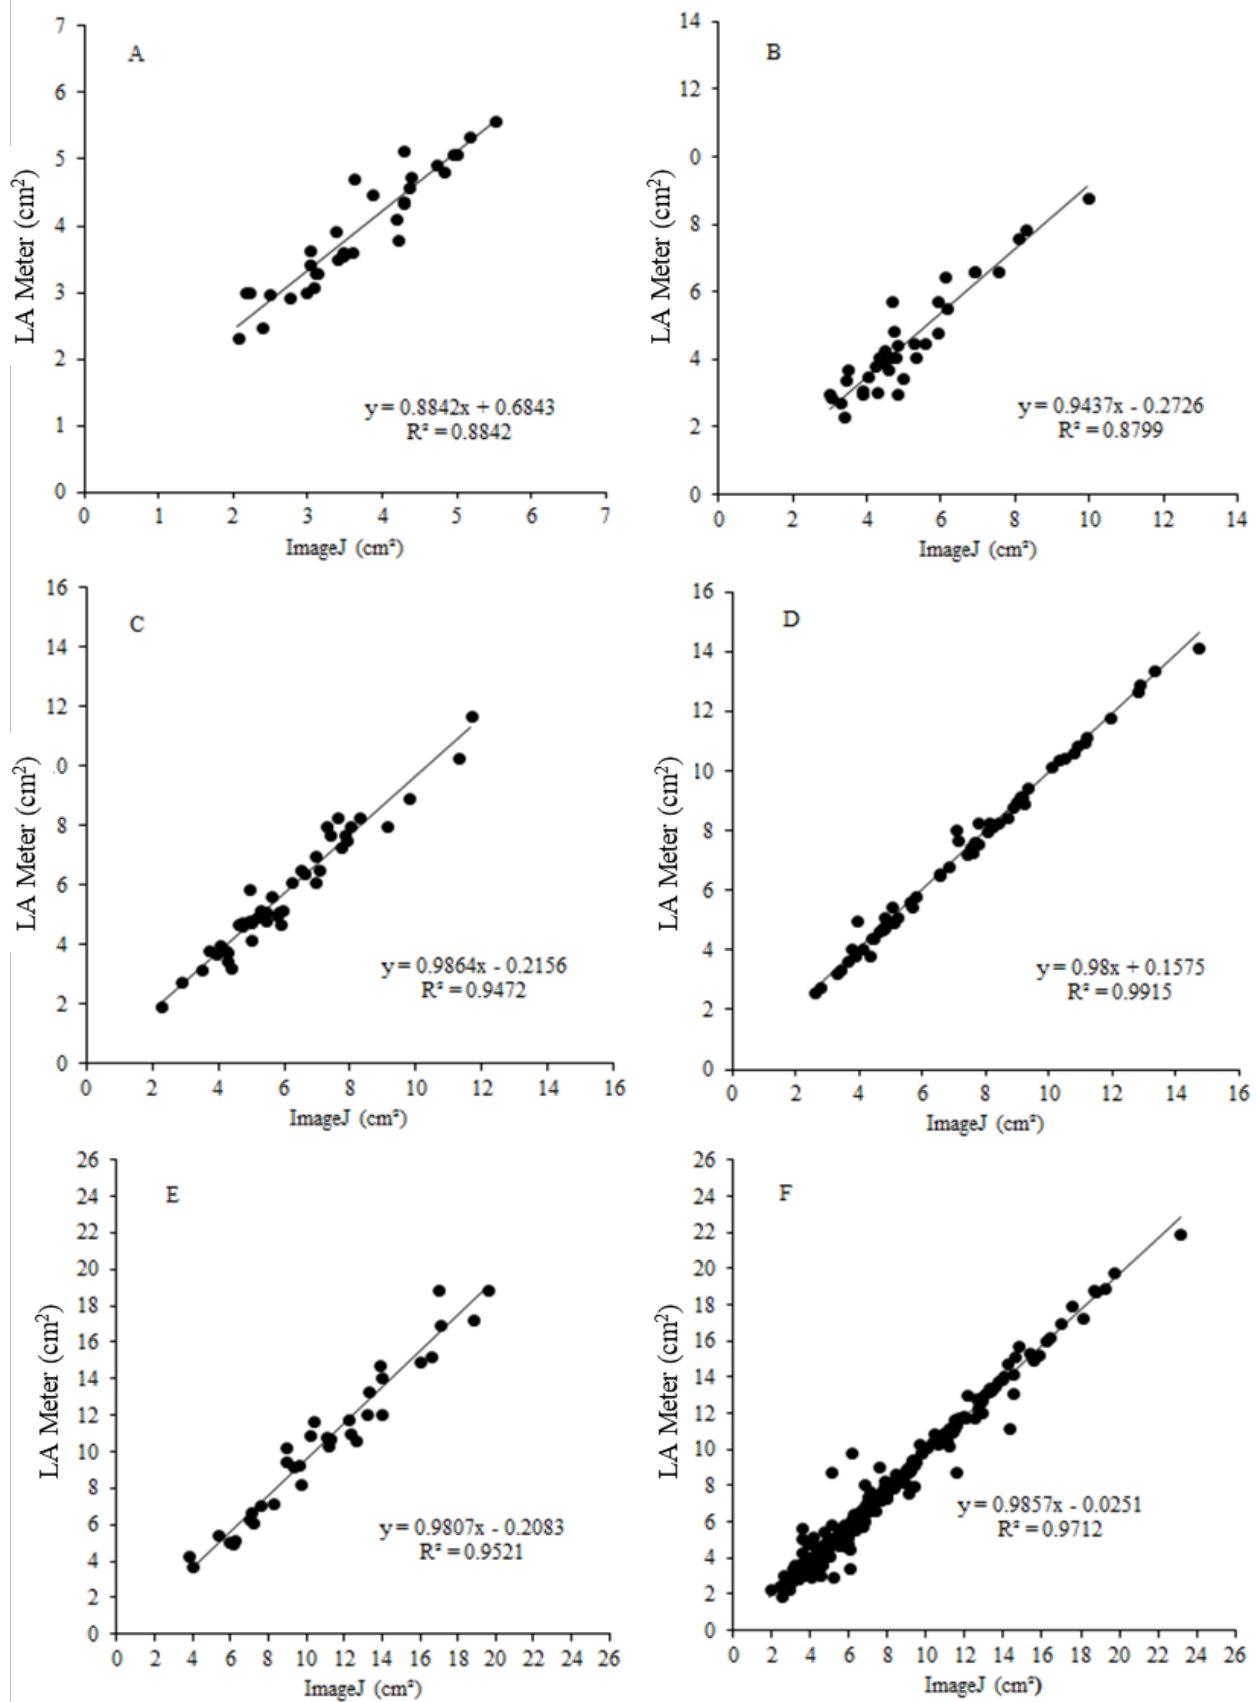 A
LA Meter (cm²)
7
6
5
4
3
2
1
0
0 1 2 3 4 5 6 7
y = 0.8842x + 0.6843
R² = 0.8842
ImageJ (cm²)
B
LA Meter (cm²)
14
12
0
8
6
4
2
0
0 2 4 6 8 10 12 14
y = 0.9437x - 0.2726
R² = 0.8799
ImageJ (cm²)
C
LA Meter (cm²)
16
14
12
.0
8
6
4
2
0
0 2 4 6 8 10 12 14 16
y = 0.9864x - 0.2156
R² = 0.9472
ImageJ (cm²)
D
LA Meter (cm²)
16
14
12
10
8
6
4
2
0
0 2 4 6 8 10 12 14 16
y = 0.98x + 0.1575
R² = 0.9915
ImageJ (cm²)
E
LA Meter (cm²)
26
24
22
20
18
16
14
12
10
8
6
4
2
0
0 2 4 6 8 10 12 14 16 18 20 22 24 26
y = 0.9807x - 0.2083
R² = 0.9521
ImageJ (cm²)
F
LA Meter (cm²)
26
24
22
20
18
16
14
12
10
8
6
4
2
0
0 2 4 6 8 10 12 14 16 18 20 22 24 26
y = 0.9857x - 0.0251
R² = 0.9712
ImageJ (cm²)